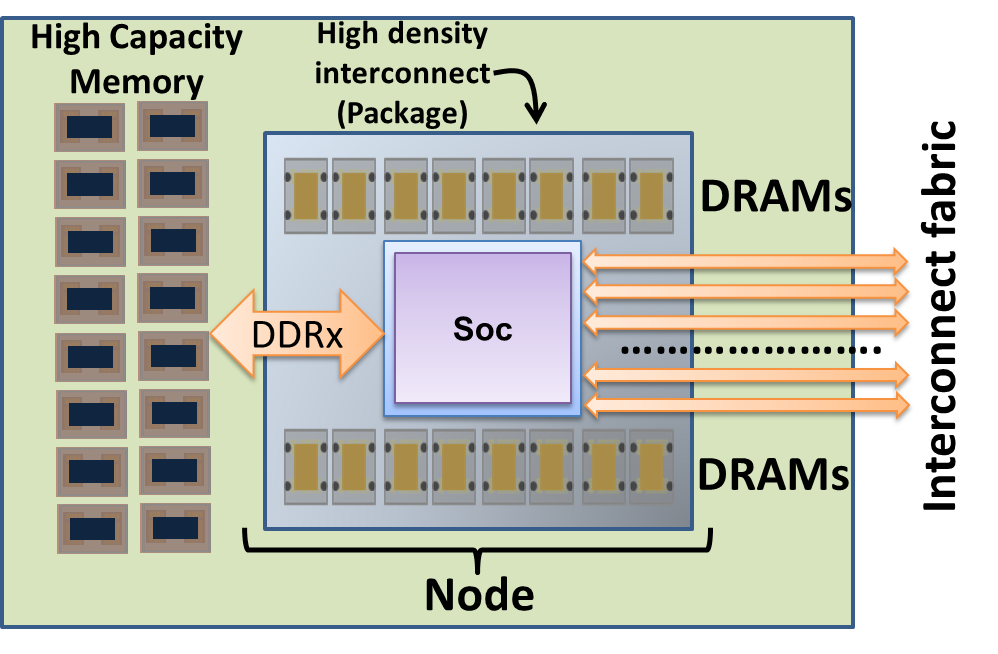 High Capacity
Memory
High density
interconnect
(Package)
DRAMs
Interconnect fabric
DDRx
Soc
DRAMs
Node